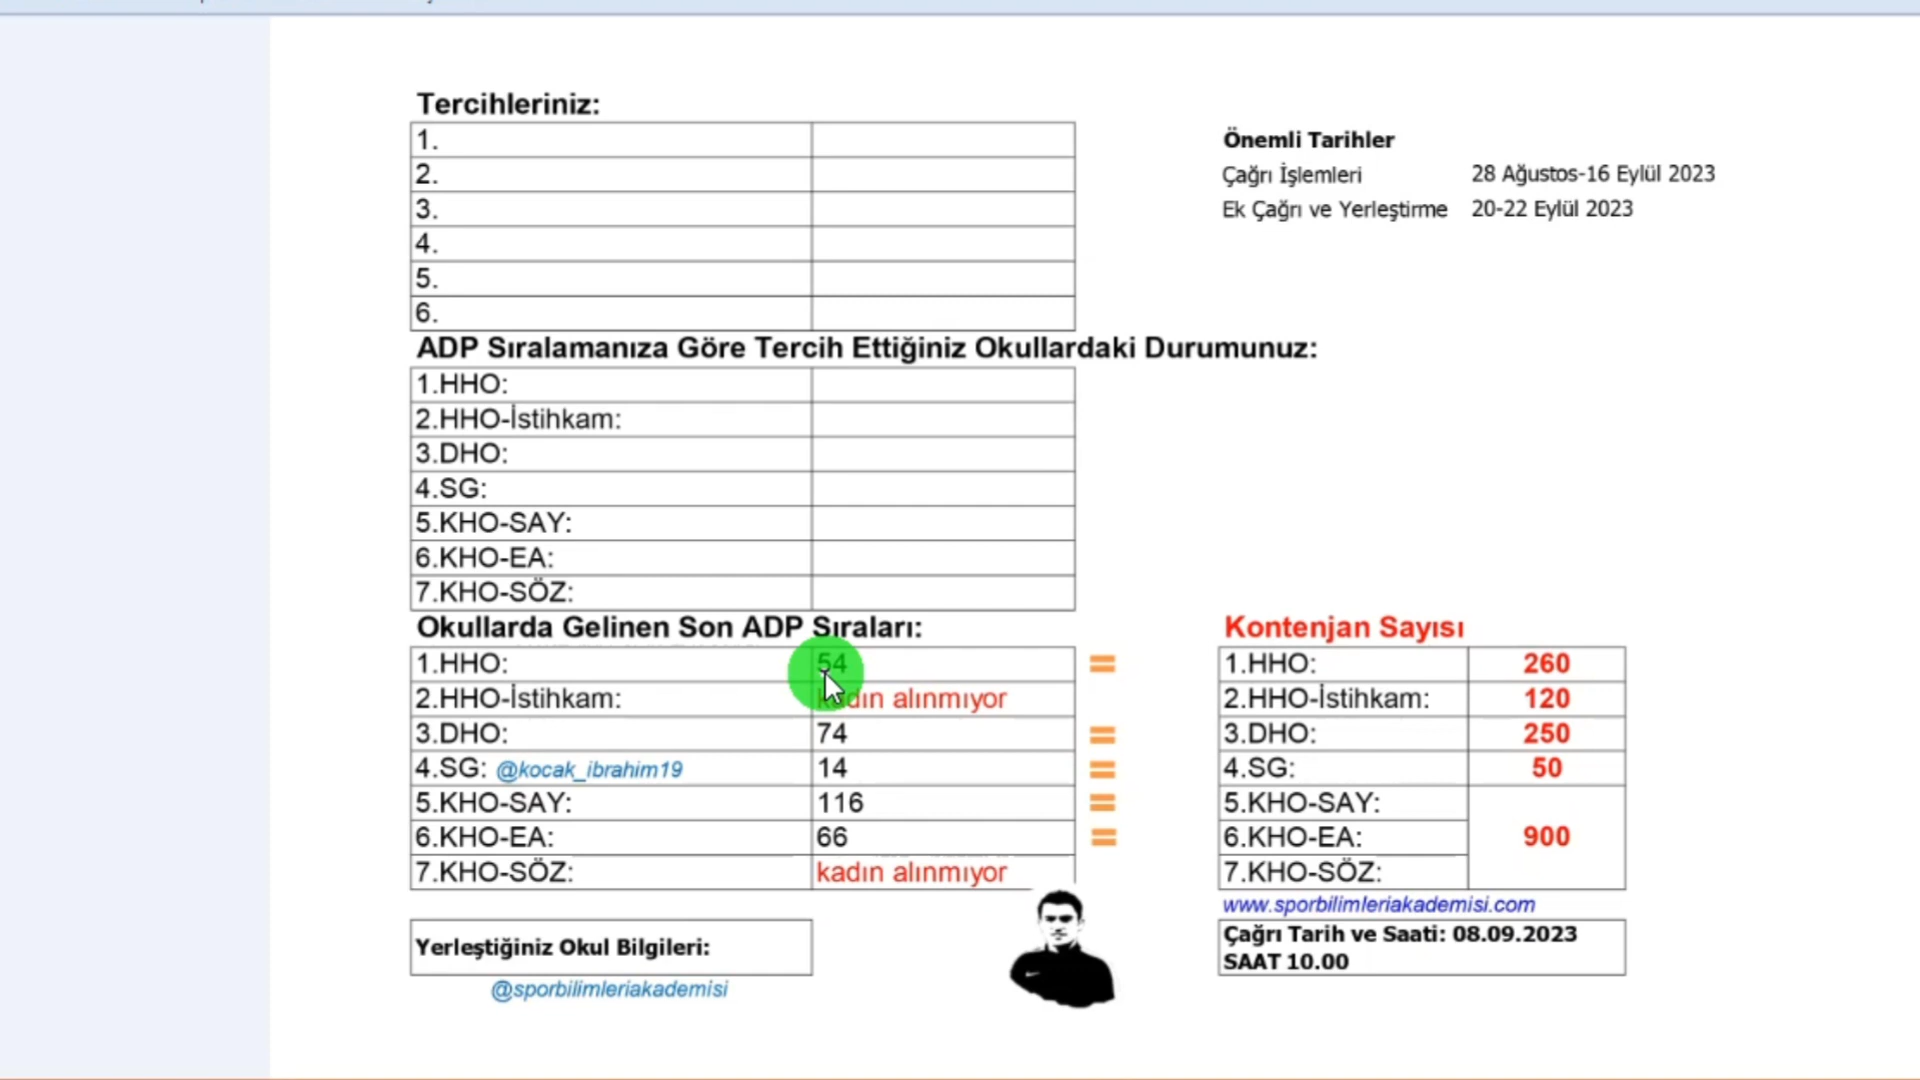 Tercihleriniz:
1.
2.
3.
4.
5.
6.
Önemli Tarihler
Çağrı İşlemleri 28 Ağustos-16 Eylül 2023
Ek Çağrı ve Yerleştirme 20-22 Eylül 2023
ADP Sıralamanıza Göre Tercih Ettiğiniz Okullardaki Durumunuz:
1.HHO:
2.HHO-İstihkam:
3.DHO:
4.SG:
5.KHO-SAY:
6.KHO-EA:
7.KHO-SÖZ:
Okullarda Gelinen Son ADP Sıraları:
1.HHO: 54 =
2.HHO-İstihkam: kadın alınmıyor
3.DHO: 74 =
4.SG: @kocak_ibrahim19 14 =
5.KHO-SAY: 116 =
6.KHO-EA: 66 =
7.KHO-SÖZ: kadın alınmıyor
Kontenjan Sayısı
1.HHO: 260
2.HHO-İstihkam: 120
3.DHO: 250
4.SG: 50
5.KHO-SAY:
6.KHO-EA: 900
7.KHO-SÖZ:
www.sporbilimleriakademisi.com
Yerleştiğiniz Okul Bilgileri:
@sporbilimleriakademisi
Çağrı Tarih ve Saati: 08.09.2023
SAAT 10.00